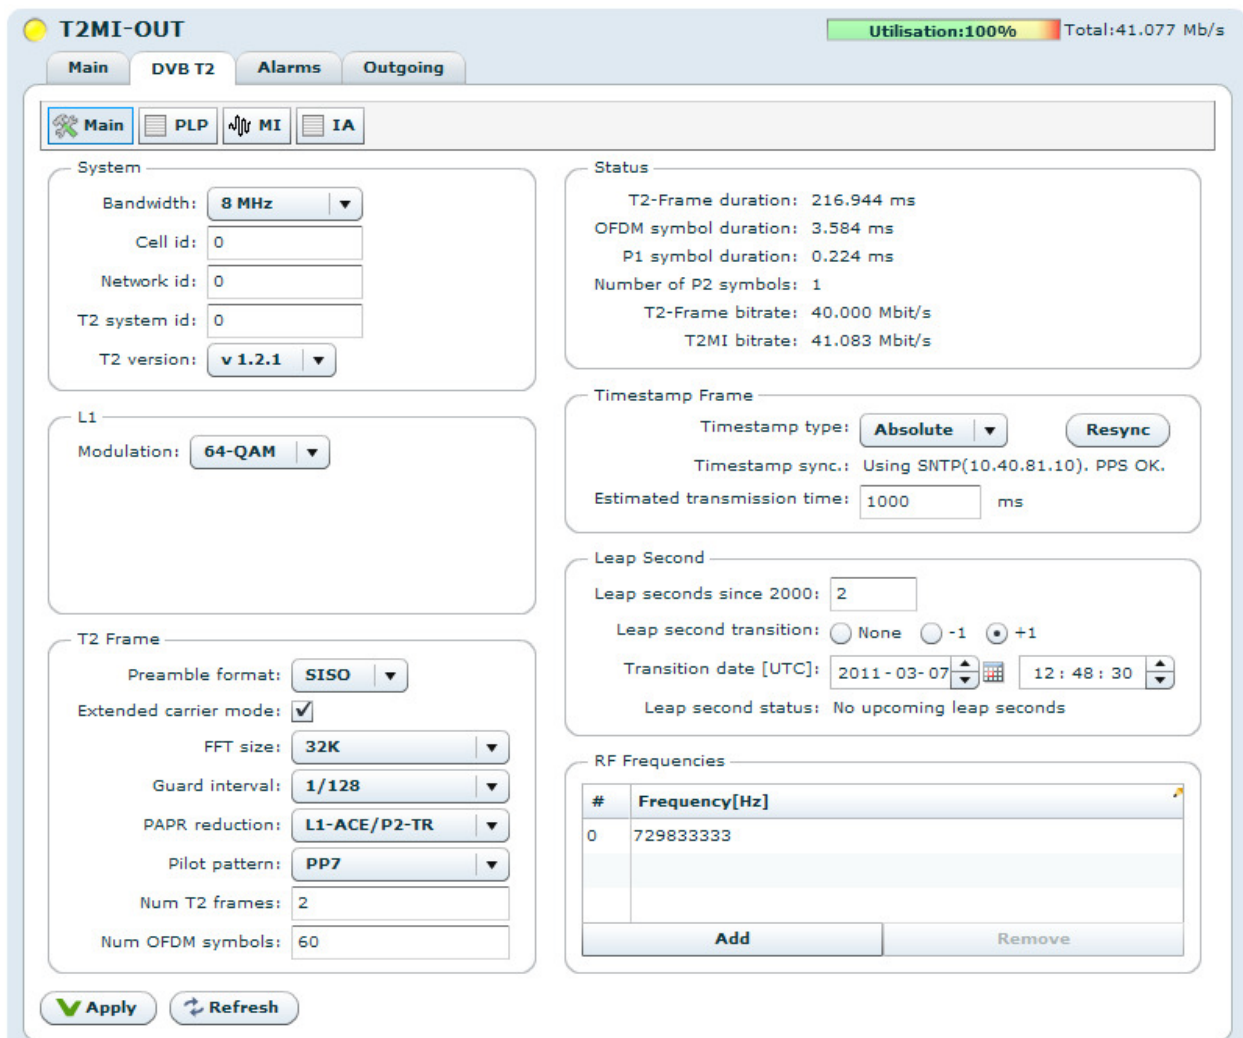 T2MI-OUT
Utilisation:100% Total:41.077 Mb/s
Main DVB T2 Alarms Outgoing
Main PLP MI IA
System
Bandwidth: 8 MHz
Cell id: 0
Network id: 0
T2 system id: 0
T2 version: v 1.2.1
L1
Modulation: 64-QAM
T2 Frame
Preamble format: SISO
Extended carrier mode:
FFT size: 32K
Guard interval: 1/128
PAPR reduction: L1-ACE/P2-TR
Pilot pattern: PP7
Num T2 frames: 2
Num OFDM symbols: 60
Status
T2-Frame duration: 216.944 ms
OFDM symbol duration: 3.584 ms
P1 symbol duration: 0.224 ms
Number of P2 symbols: 1
T2-Frame bitrate: 40.000 Mbit/s
T2MI bitrate: 41.083 Mbit/s
Timestamp Frame
Timestamp type: Absolute Resync
Timestamp sync.: Using SNTP(10.40.81.10). PPS OK.
Estimated transmission time: 1000 ms
Leap Second
Leap seconds since 2000: 2
Leap second transition: None -1 +1
Transition date [UTC]: 2011-03-07 12:48:30
Leap second status: No upcoming leap seconds
RF Frequencies
# Frequency[Hz]
0 729833333
Add Remove
Apply Refresh